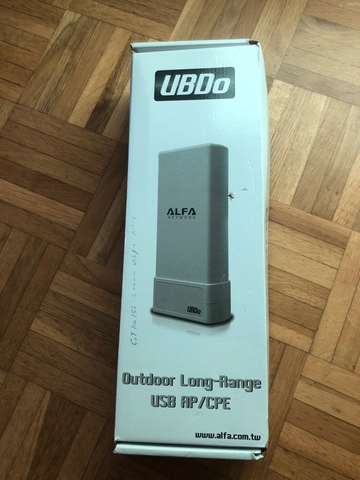 UBDo
ALFA
NETWORK
UBDo
Outdoor Long-Range
USB AP/CPE
www.alfa.com.tw